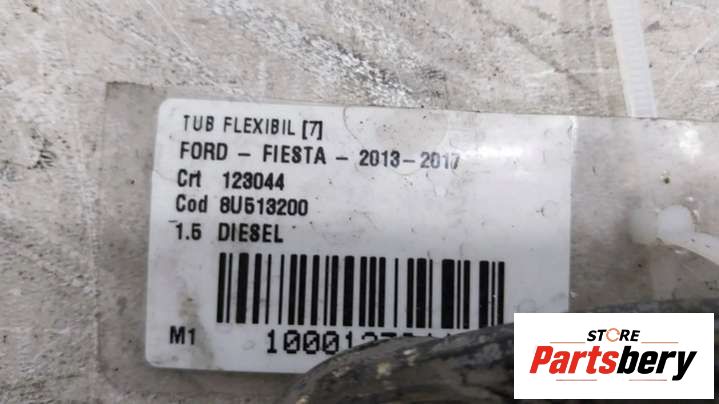 TUB FLEXIBIL [7]
FORD - FIESTA - 2013-2017
Crt 123044
Cod 8U513200
1.5 DIESEL
M1
STORE
Partsbery